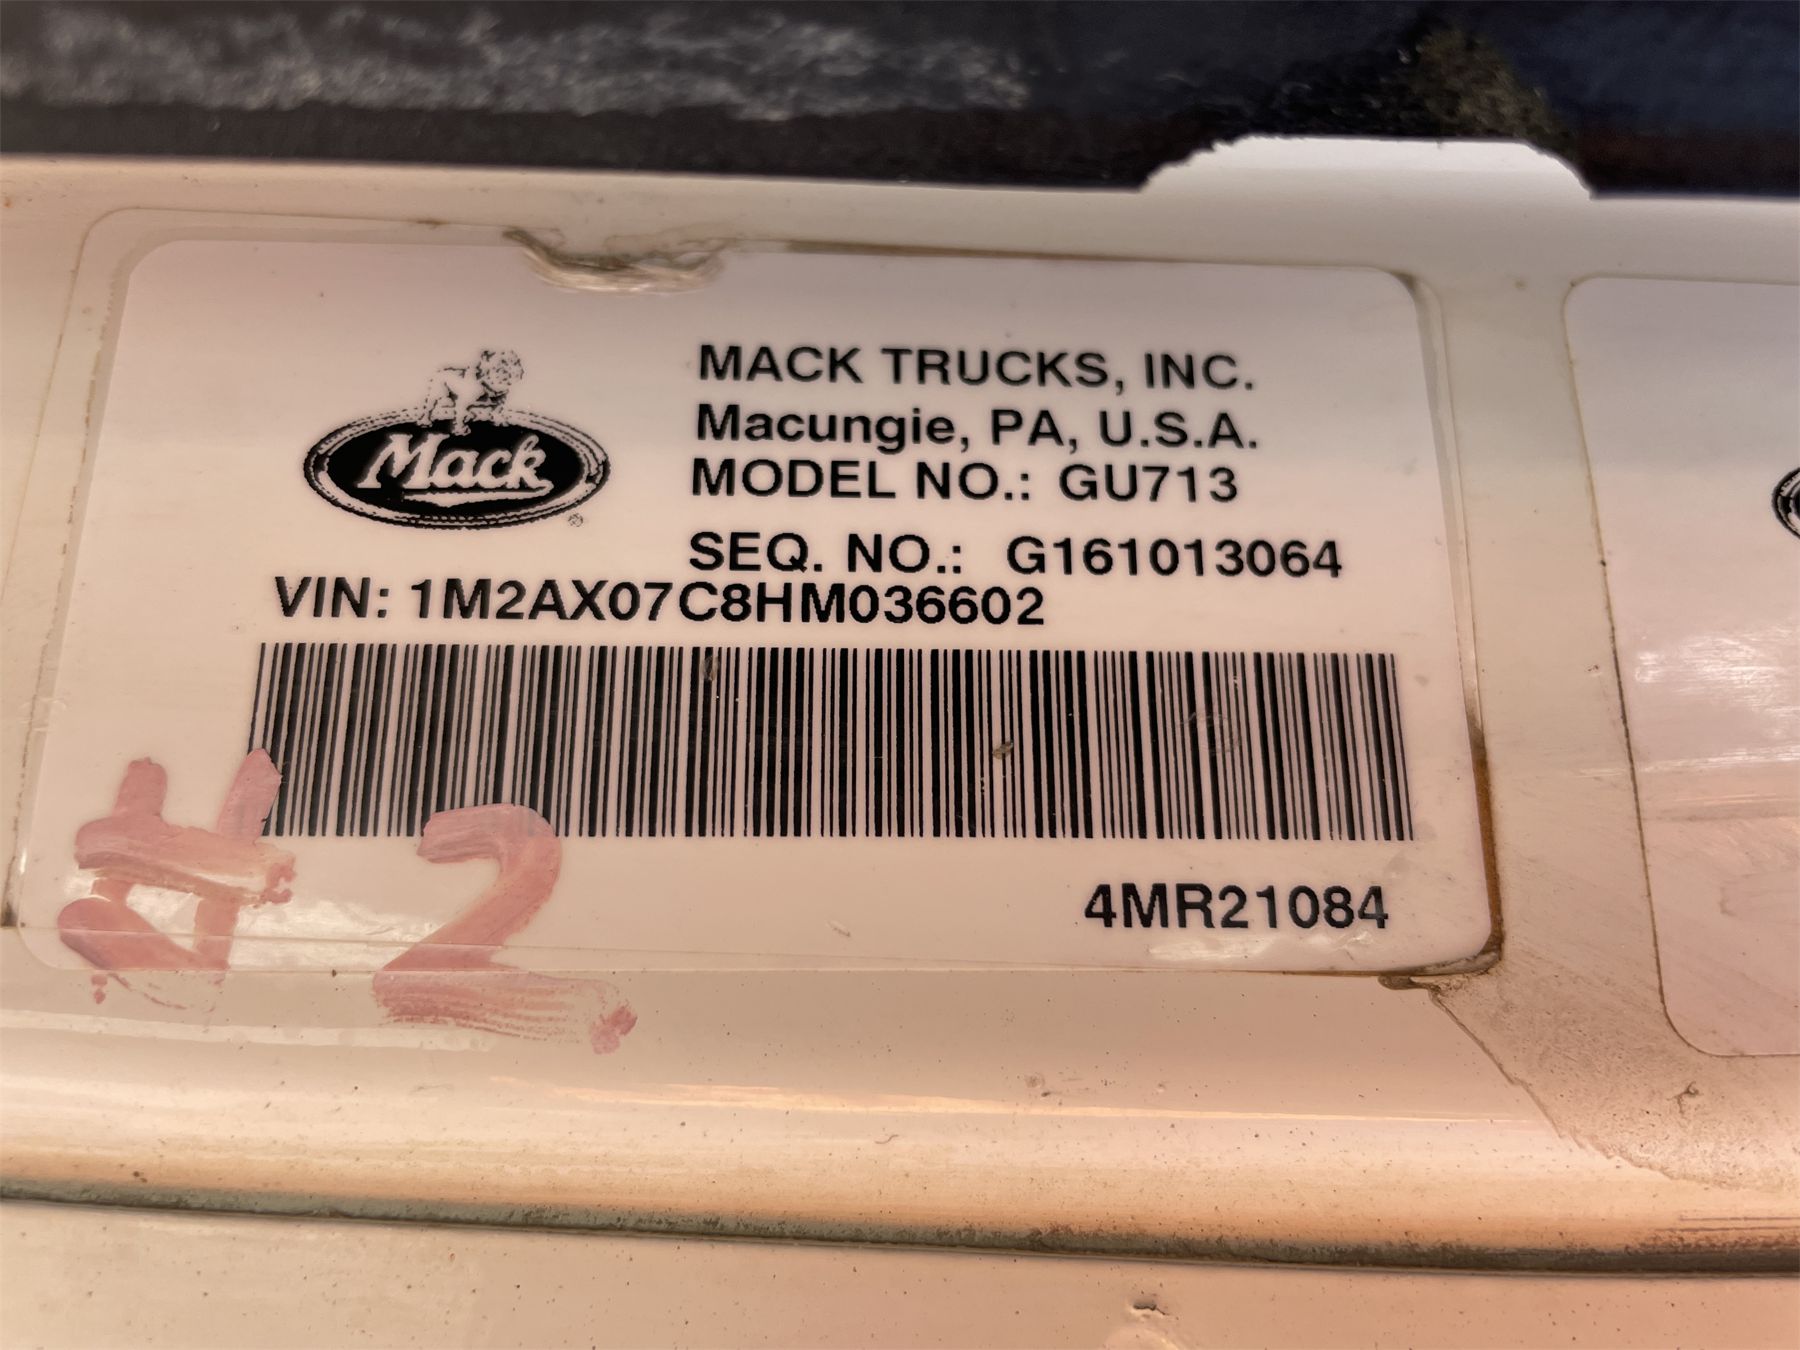 MACK TRUCKS, INC.
Macungie, PA, U.S.A.
Mack
®
MODEL NO.: GU713
SEQ. NO.: G161013064
VIN: 1M2AX07C8HM036602
4MR21084
#2